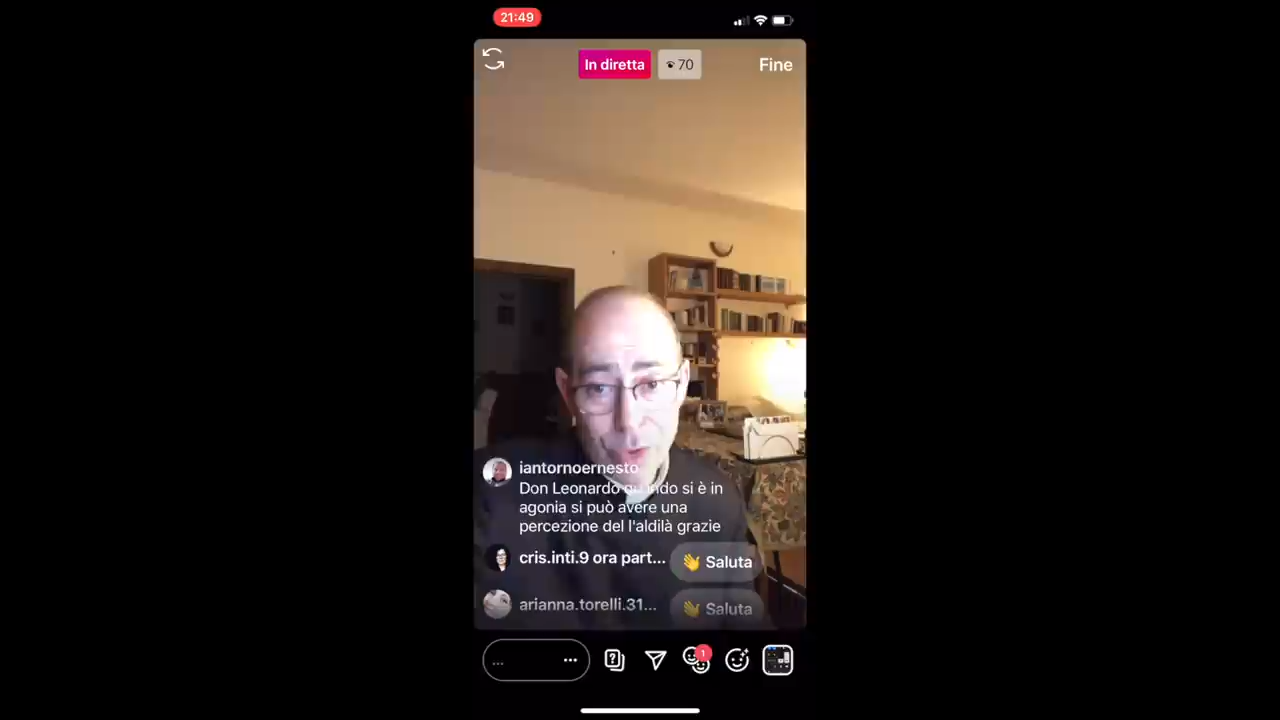 21:49
In diretta
70
Fine
iantornoernesto
Don Leonardo quando si è in
agonia si può avere una
percezione del l'aldilà grazie
cris.inti.9 ora part...
👋 Saluta
arianna.torelli.31...
👋 Saluta
...
1